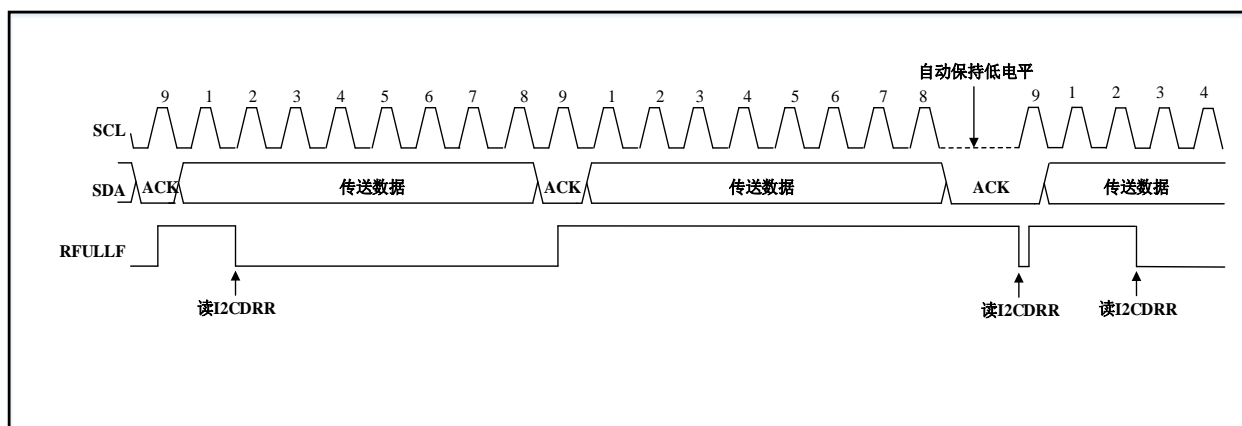 自动保持低电平
9 1 2 3 4 5 6 7 8 9 1 2 3 4 5 6 7 8 9 1 2 3 4
SCL
SDA ACK 传送数据 ACK 传送数据 ACK 传送数据
RFULLF
读I2CDRR 读I2CDRR 读I2CDRR